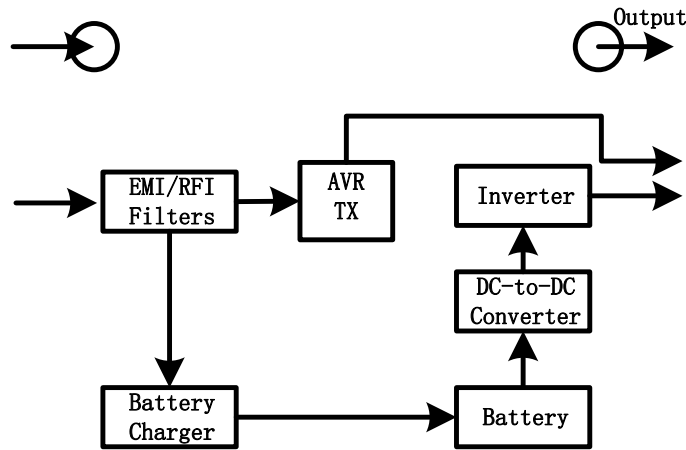 Output
EMI/RFI
Filters
AVR
TX
Inverter
DC-to-DC
Converter
Battery
Charger
Battery